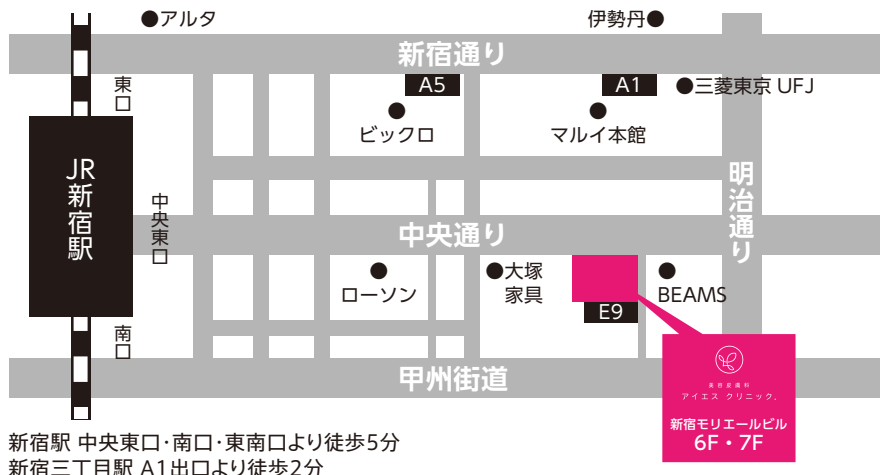 ●アルタ
伊勢丹●
新宿通り
東口
A5
A1
●三菱東京 UFJ
ビックロ
マルイ本館
JR新宿駅
明治通り
中央東口
中央通り
●大塚
家具
ローソン
BEAMS
E9
南口
甲州街道
美容皮膚科
アイエス クリニック.
新宿モリエールビル
6F・7F
新宿駅 中央東口・南口・東南口より徒歩5分
新宿三丁目駅 A1出口より徒歩2分